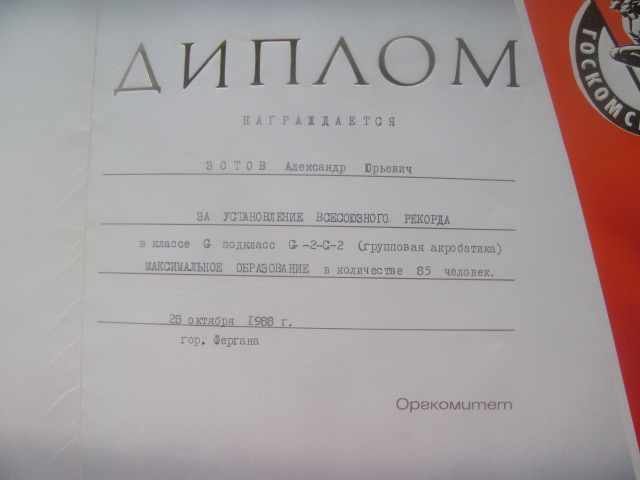 ДИПЛОМ
НАГРАЖДАЕТСЯ
ЗОТОВ Александр Юрьевич
ЗА УСТАНОВЛЕНИЕ ВСЕСОЮЗНОГО РЕКОРДА
в классе G подкласс G-2-C-2 (групповая акробатика)
МАКСИМАЛЬНОЕ ОБРАЗОВАНИЕ в количестве 85 человек.
28 октября 1988 г.
гор. Фергана
Оргкомитет
ГОСКОМС